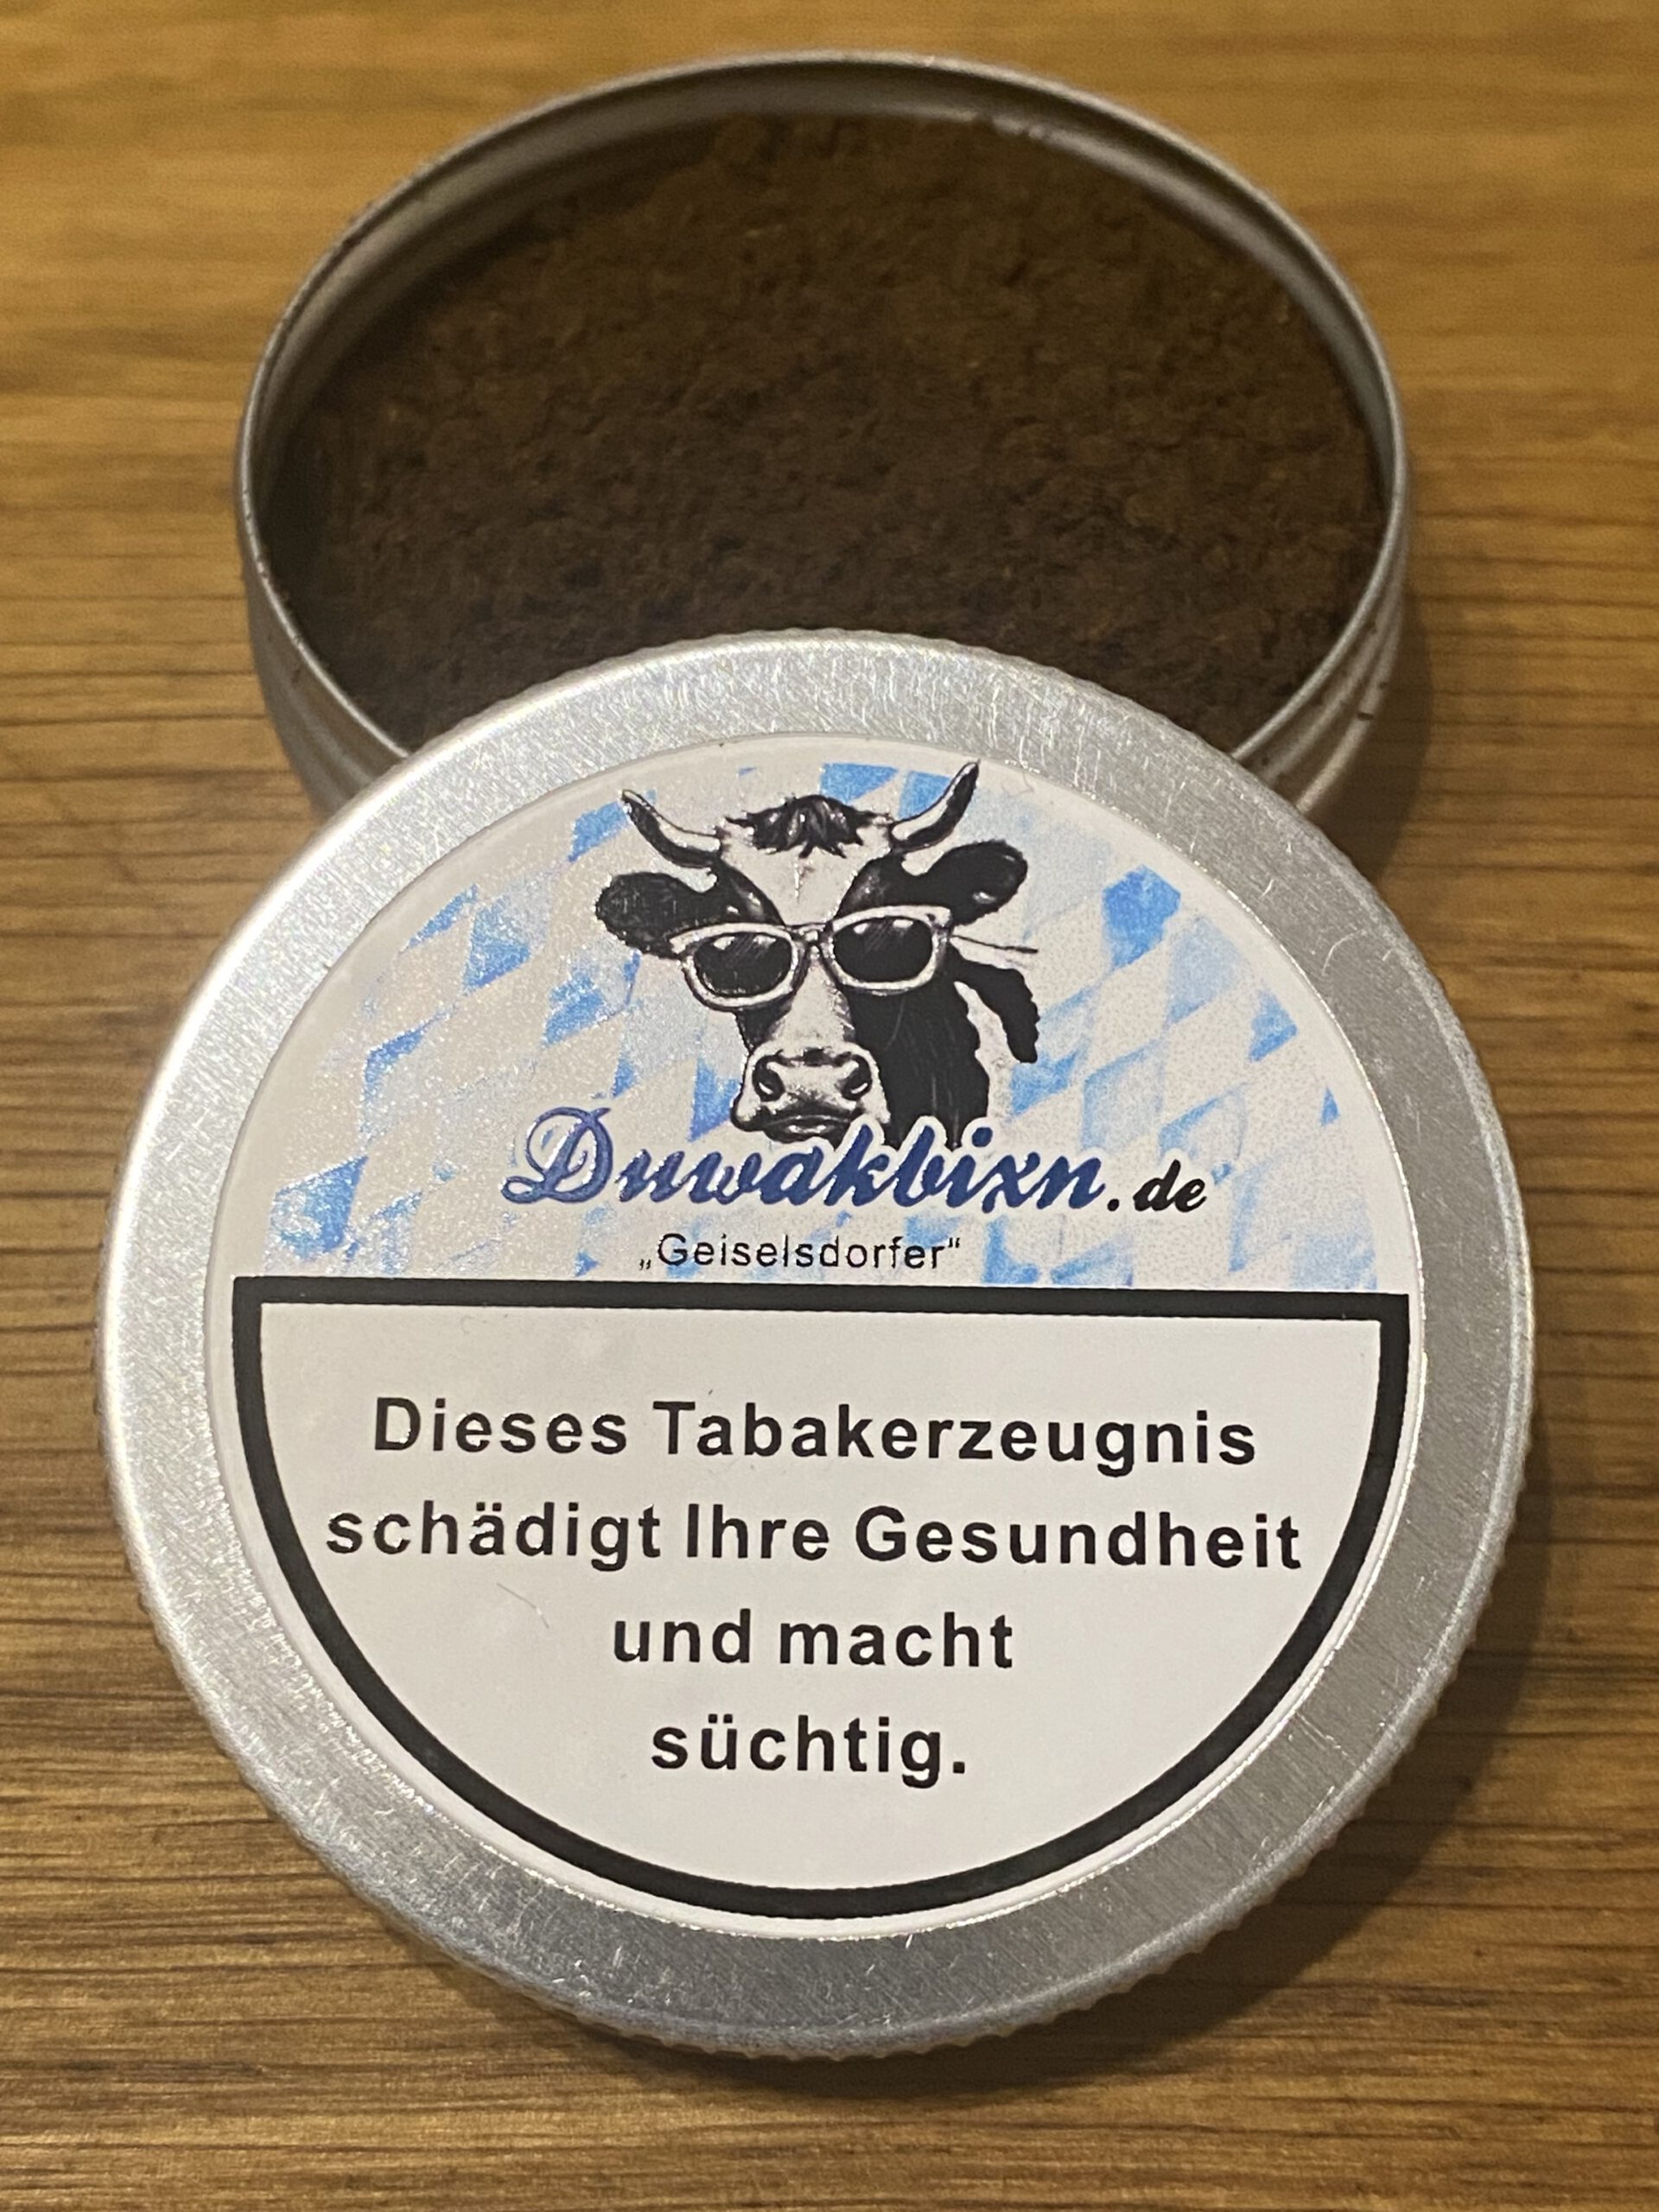 Duwakbixn.de
„Geiselsdorfer“
Dieses Tabakerzeugnis
schädigt Ihre Gesundheit
und macht
süchtig.